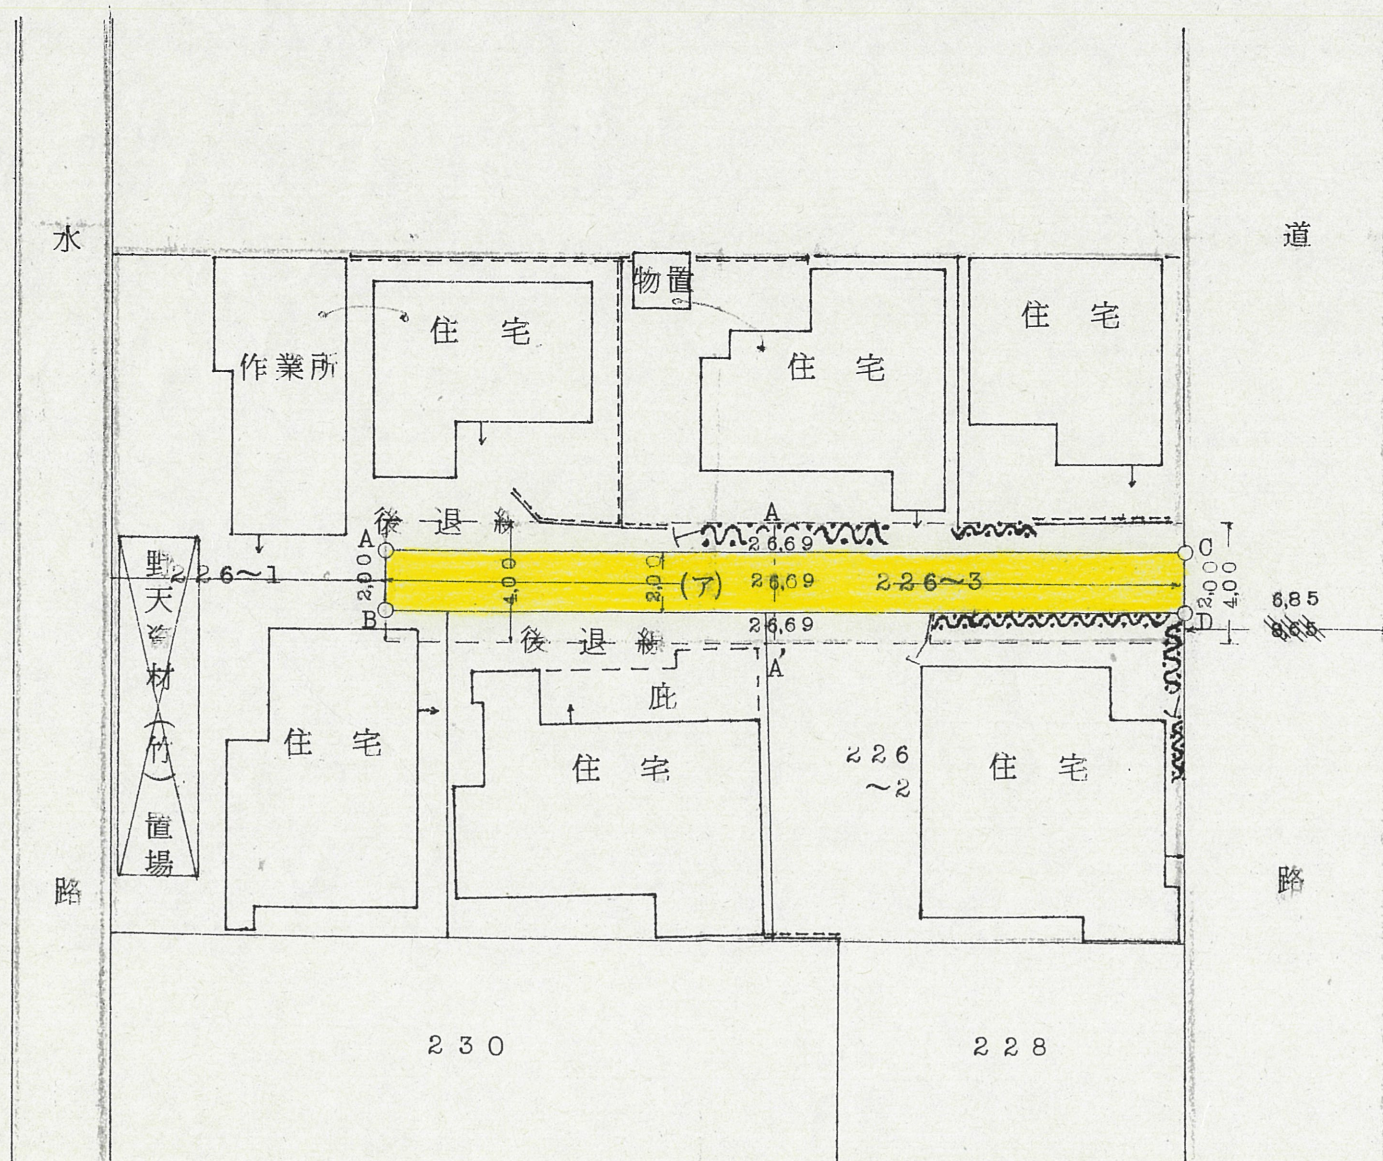 水
路
道
路
物置
住宅
作業所
住宅
住宅
後退線
A
26,69
A
C
2,00
4,00
2,00
(ア)
26,69
226~3
2,00
4,00
226~1
B
26,69
D
6,85
後退線
A'
庇
野天
材
(竹)
置場
住宅
住宅
226
~2
住宅
230
228